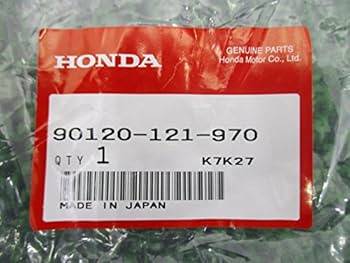 HONDA
GENUINE PARTS
Honda Motor Co., Ltd.
90120-121-970
QTY 1 K7K27
MADE IN JAPAN